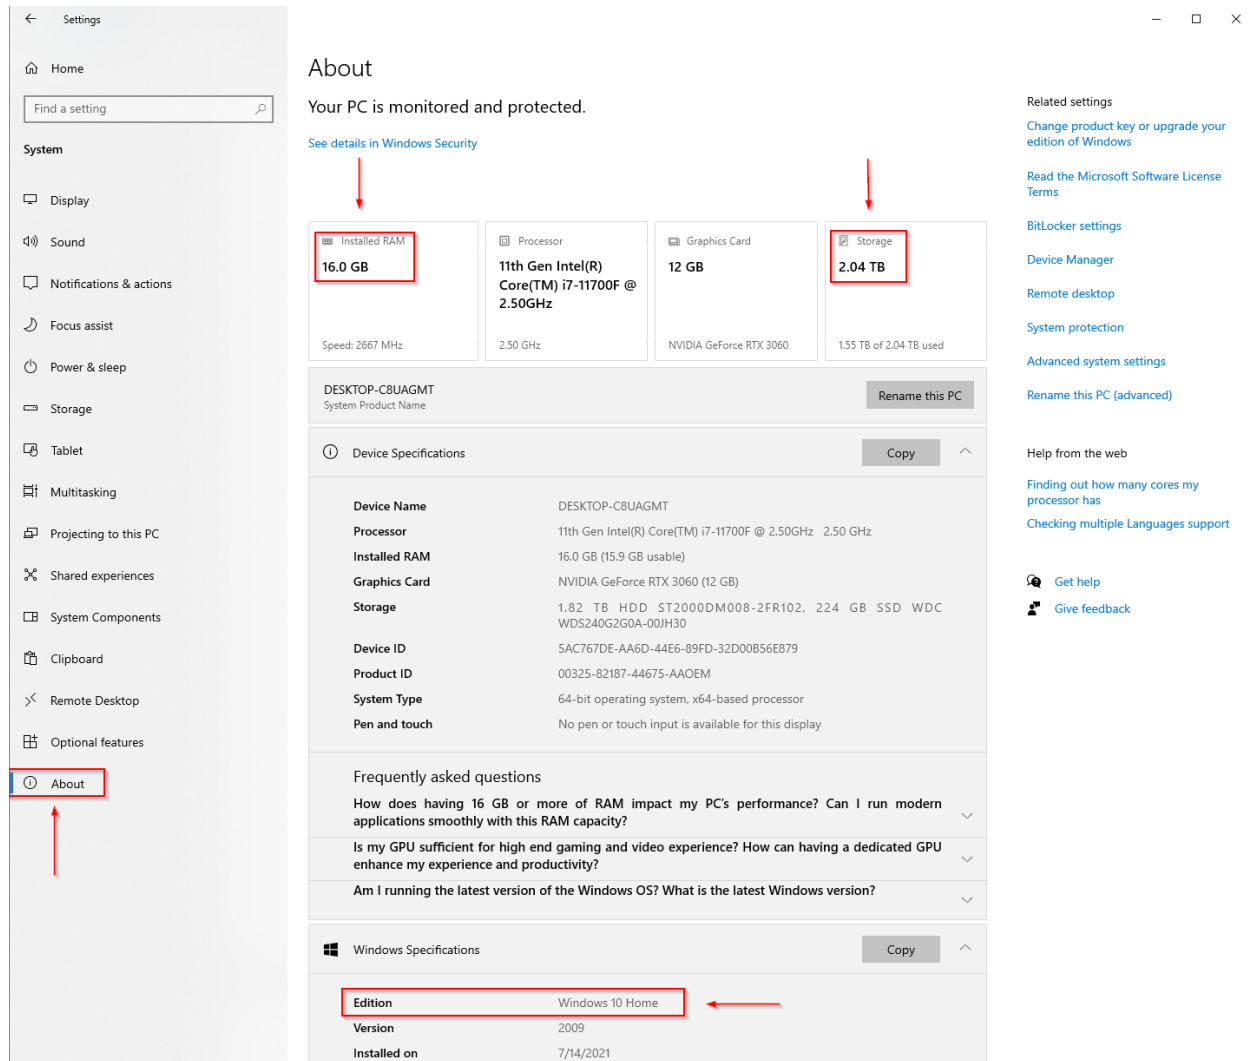 Settings
Home
Find a setting
System
Display
Sound
Notifications & actions
Focus assist
Power & sleep
Storage
Tablet
Multitasking
Projecting to this PC
Shared experiences
System Components
Clipboard
Remote Desktop
Optional features
About
About
Your PC is monitored and protected.
See details in Windows Security
Installed RAM
16.0 GB
Speed: 2667 MHz
Processor
11th Gen Intel(R)
Core(TM) i7-11700F @
2.50GHz
2.50 GHz
Graphics Card
12 GB
NVIDIA GeForce RTX 3060
Storage
2.04 TB
1.55 TB of 2.04 TB used
DESKTOP-C8UAGMT
System Product Name
Rename this PC
Device Specifications
Copy
Device Name DESKTOP-C8UAGMT
Processor 11th Gen Intel(R) Core(TM) i7-11700F @ 2.50GHz 2.50 GHz
Installed RAM 16.0 GB (15.9 GB usable)
Graphics Card NVIDIA GeForce RTX 3060 (12 GB)
Storage 1.82 TB HDD ST2000DM008-2FR102, 224 GB SSD WDC
WDS240G2G0A-00JH30
Device ID 5AC767DE-AA6D-44E6-89FD-32D00B56E879
Product ID 00325-82187-44675-AAOEM
System Type 64-bit operating system, x64-based processor
Pen and touch No pen or touch input is available for this display
Frequently asked questions
How does having 16 GB or more of RAM impact my PC's performance? Can I run modern
applications smoothly with this RAM capacity?
Is my GPU sufficient for high end gaming and video experience? How can having a dedicated GPU
enhance my experience and productivity?
Am I running the latest version of the Windows OS? What is the latest Windows version?
Windows Specifications
Copy
Edition Windows 10 Home
Version 2009
Installed on 7/14/2021
Related settings
Change product key or upgrade your
edition of Windows
Read the Microsoft Software License
Terms
BitLocker settings
Device Manager
Remote desktop
System protection
Advanced system settings
Rename this PC (advanced)
Help from the web
Finding out how many cores my
processor has
Checking multiple Languages support
Get help
Give feedback